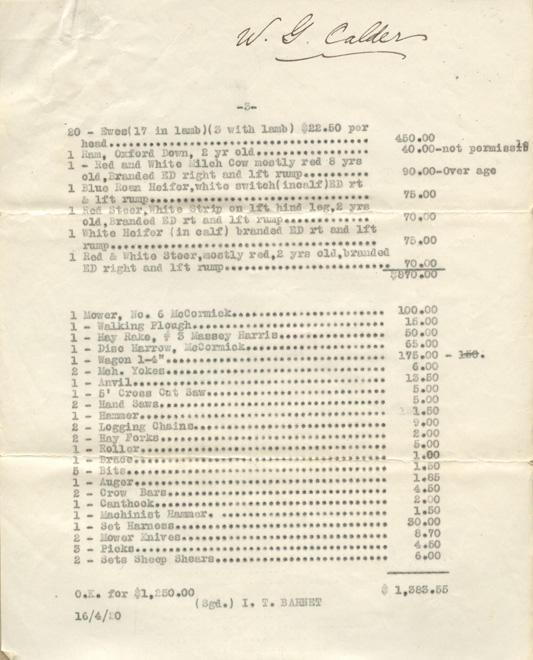 W. G. Calder
-3-
20 - Ewes(17 in lamb)(3 with lamb) $22.50 per
head........................................ 450.00
1 Ram, Oxford Down, 2 yr old................ 40.00-not permissi
1 - Red and White Milch Cow mostly red 8 yrs
old,Branded ED right and lft rump........... 90.00-Over age
1 Blue Roan Heifer,white switch(incalf)ED rt
& lft rump.................................. 75.00
1 Red Steer,White Strip on lft hind leg,2 yrs
old,Branded ED rt and lft rump.............. 70.00
1 White Heifer (in calf) branded ED rt and lft
rump........................................ 75.00
1 Red & White Steer,mostly red,2 yrs old,branded
ED right and lft rump....................... 70.00
$870.00
1 Mower, No. 6 McCormick.................... 100.00
1 - Walking Plough.......................... 15.00
1 - Hay Rake, # 3 Massey Harris............. 50.00
1 - Disc Harrow, McCormick.................. 65.00
1 - Wagon 1-4".............................. 175.00 - 150.
2 - Meh. Yokes.............................. 6.00
1 - Anvil................................... 13.50
1 - 5' Cross Cut Saw........................ 5.00
2 - Hand Saws............................... 5.00
1 - Hammer.................................. 1.50
2 - Logging Chains.......................... 9.00
2 - Hay Forks............................... 2.00
1 - Roller.................................. 5.00
1 - Brace................................... 1.00
5 - Bits.................................... 1.50
1 - Auger................................... 1.85
2 - Crow Bars............................... 4.50
1 - Canthook................................ 2.00
1 - Machinist Hammer. ...................... 1.50
1 - Set Harness............................. 30.00
2 - Mower Knives............................ 8.70
3 - Picks................................... 4.50
2 - Sets Sheep Shears....................... 6.00
$ 1,383.55
O.K. for $1,250.00
(Sgd.) I. T. BARNET
16/4/20